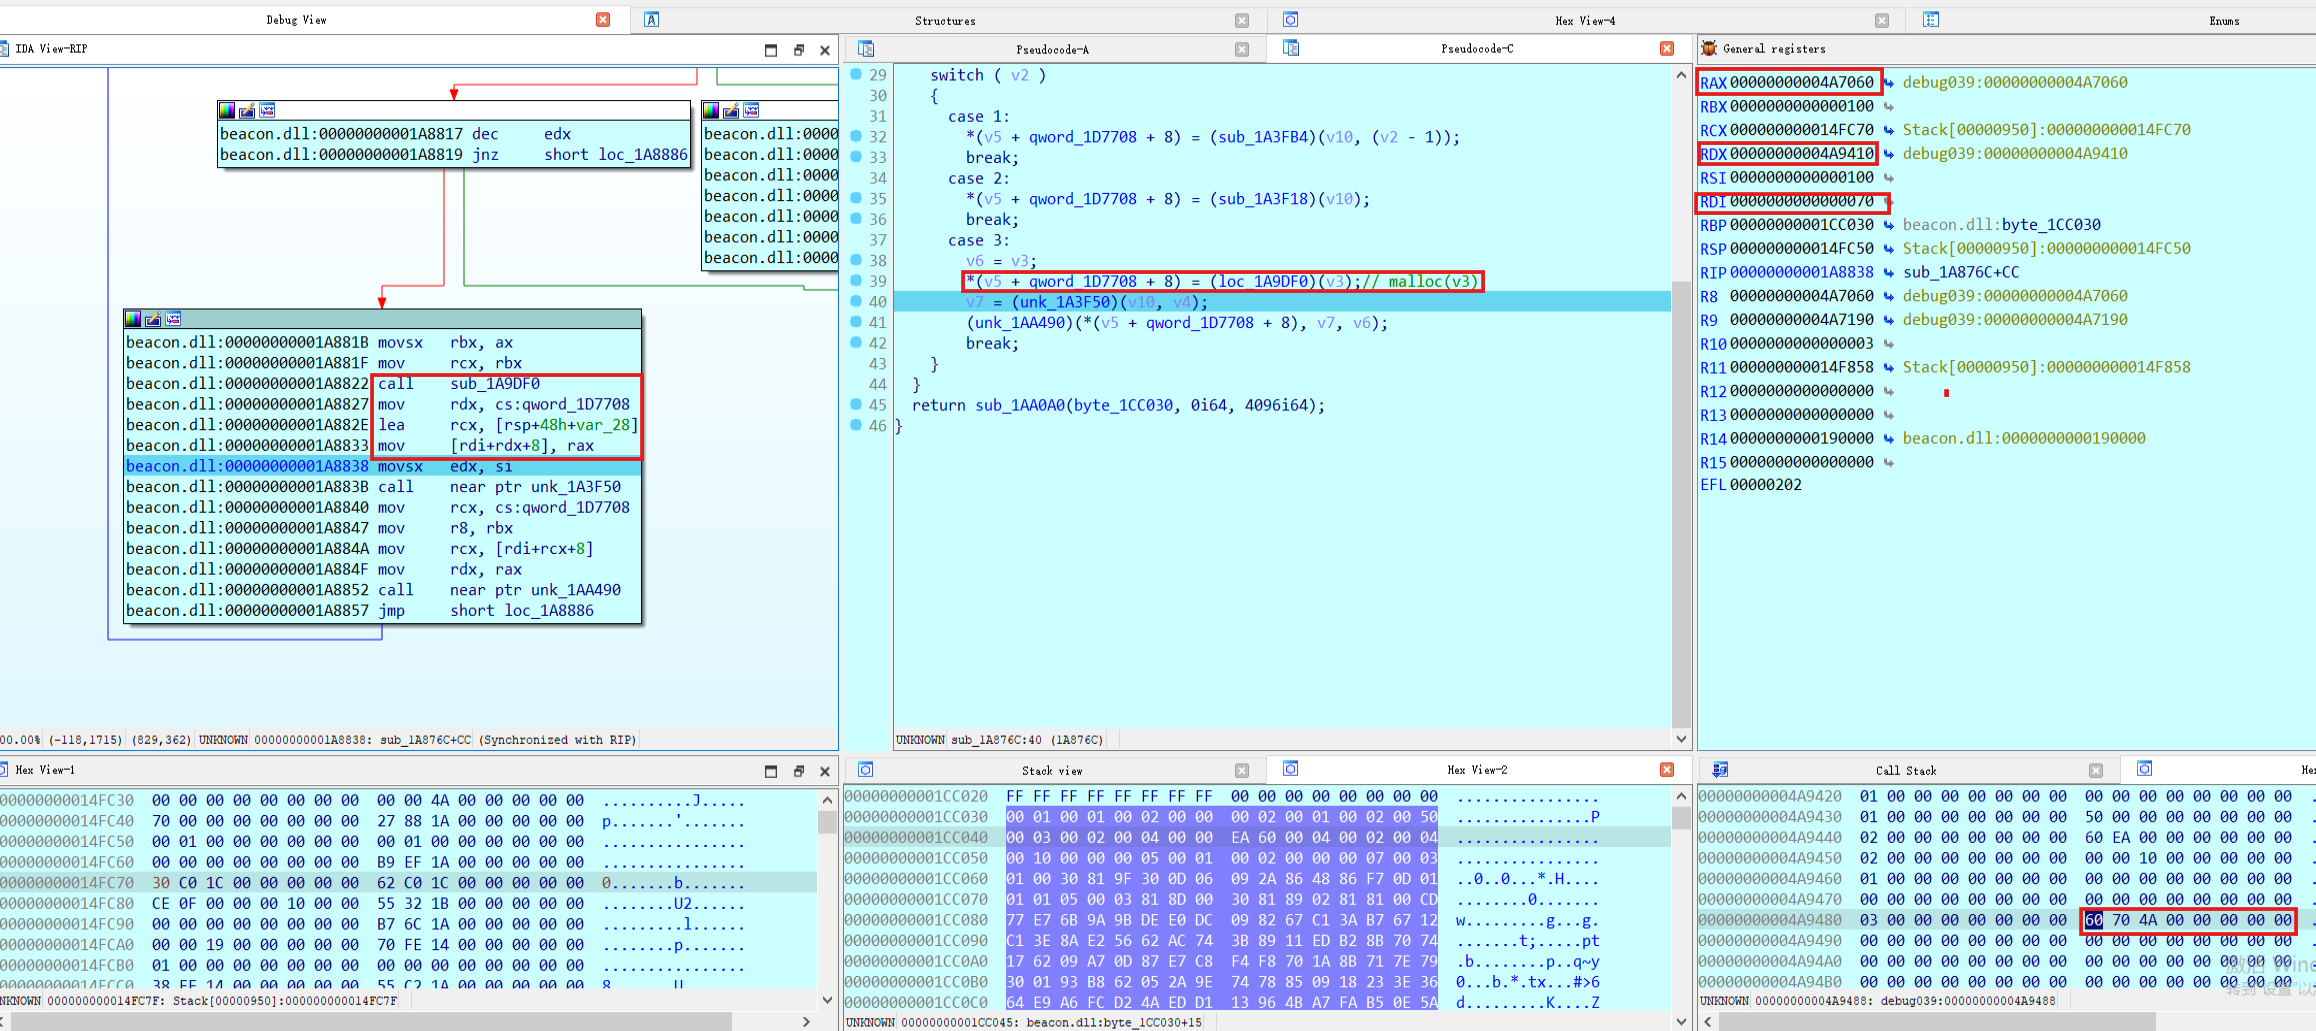 Debug View
Structures
Hex View-4
Enums
IDA View-RIP
Pseudocode-A
Pseudocode-C
General registers
beacon.dll:00000000001A8817 dec edx
beacon.dll:00000000001A8819 jnz short loc_1A8886
beacon.dll:0000
beacon.dll:0000
beacon.dll:0000
beacon.dll:0000
beacon.dll:0000
beacon.dll:0000
beacon.dll:0000
beacon.dll:00000000001A881B movsx rbx, ax
beacon.dll:00000000001A881F mov rcx, rbx
beacon.dll:00000000001A8822 call sub_1A9DF0
beacon.dll:00000000001A8827 mov rdx, cs:qword_1D7708
beacon.dll:00000000001A882E lea rcx, [rsp+48h+var_28]
beacon.dll:00000000001A8833 mov [rdi+rdx+8], rax
beacon.dll:00000000001A8838 movsx edx, si
beacon.dll:00000000001A883B call near ptr unk_1A3F50
beacon.dll:00000000001A8840 mov rcx, cs:qword_1D7708
beacon.dll:00000000001A8847 mov r8, rbx
beacon.dll:00000000001A884A mov rcx, [rdi+rcx+8]
beacon.dll:00000000001A884F mov rdx, rax
beacon.dll:00000000001A8852 call near ptr unk_1AA490
beacon.dll:00000000001A8857 jmp short loc_1A8886
00.00% (-118,1715) (829,362) UNKNOWN 00000000001A8838: sub_1A876C+CC (Synchronized with RIP)
29 switch ( v2 )
30 {
31 case 1:
32 *(v5 + qword_1D7708 + 8) = (sub_1A3FB4)(v10, (v2 - 1));
33 break;
34 case 2:
35 *(v5 + qword_1D7708 + 8) = (sub_1A3F18)(v10);
36 break;
37 case 3:
38 v6 = v3;
39 *(v5 + qword_1D7708 + 8) = (loc_1A9DF0)(v3);// malloc(v3)
40 v7 = (unk_1A3F50)(v10, v4);
41 (unk_1AA490)(*(v5 + qword_1D7708 + 8), v7, v6);
42 break;
43 }
44 }
45 return sub_1AA0A0(byte_1CC030, 0i64, 4096i64);
46 }
UNKNOWN sub_1A876C:40 (1A876C)
RAX 00000000004A7060 debug039:00000000004A7060
RBX 0000000000000100
RCX 000000000014FC70 Stack[00000950]:000000000014FC70
RDX 00000000004A9410 debug039:00000000004A9410
RSI 0000000000000100
RDI 0000000000000070
RBP 00000000001CC030 beacon.dll:byte_1CC030
RSP 000000000014FC50 Stack[00000950]:000000000014FC50
RIP 00000000001A8838 sub_1A876C+CC
R8 00000000004A7060 debug039:00000000004A7060
R9 00000000004A7190 debug039:00000000004A7190
R10 0000000000000003
R11 000000000014F858 Stack[00000950]:000000000014F858
R12 0000000000000000
R13 0000000000000000
R14 0000000000190000 beacon.dll:0000000000190000
R15 0000000000000000
EFL 00000202
Hex View-1
000000000014FC30 00 00 00 00 00 00 00 00 00 00 4A 00 00 00 00 00 ..........J.....
000000000014FC40 70 00 00 00 00 00 00 00 27 88 1A 00 00 00 00 00 p.......'.......
000000000014FC50 00 01 00 00 00 00 00 00 00 01 00 00 00 00 00 00 ................
000000000014FC60 00 00 00 00 00 00 00 00 B9 EF 1A 00 00 00 00 00 ................
000000000014FC70 30 C0 1C 00 00 00 00 00 62 C0 1C 00 00 00 00 00 0.......b.......
000000000014FC80 CE 0F 00 00 00 10 00 00 55 32 1B 00 00 00 00 00 ........U2......
000000000014FC90 00 00 00 00 00 00 00 00 B7 6C 1A 00 00 00 00 00 .........l......
000000000014FCA0 00 00 19 00 00 00 00 00 70 FE 14 00 00 00 00 00 ........p.......
000000000014FCB0 01 00 00 00 00 00 00 00 00 00 00 00 00 00 00 00 ................
NKNOWN 000000000014FC7F: Stack[00000950]:000000000014FC7F
Stack view
Hex View-2
00000000001CC020 FF FF FF FF FF FF FF FF 00 00 00 00 00 00 00 00 ................
00000000001CC030 00 01 00 01 00 02 00 00 00 02 00 01 00 02 00 50 ...............P
00000000001CC040 00 03 00 02 00 04 00 00 EA 60 00 04 00 02 00 04
00000000001CC050 00 10 00 00 00 05 00 01 00 02 00 00 00 07 00 03 ................
00000000001CC060 01 00 30 81 9F 30 0D 06 09 2A 86 48 86 F7 0D 01 ..0..0...*.H....
00000000001CC070 01 01 05 00 03 81 8D 00 30 81 89 02 81 81 00 CD ........0.......
00000000001CC080 77 E7 6B 9A 9B DE E0 DC 09 82 67 C1 3A B7 67 12 w.........g...g.
00000000001CC090 C1 3E 8A E2 56 62 AC 74 3B 89 11 ED B2 8B 70 74 .......t;.....pt
00000000001CC0A0 17 62 09 A7 0D 87 E7 C8 F4 F8 70 1A 8B 71 7E 79 .b........p..q~y
00000000001CC0B0 30 01 93 B8 62 05 2A 9E 74 78 85 09 18 23 3E 36 0...b.*.tx...#>6
00000000001CC0C0 64 E9 A6 FC D2 4A ED D1 13 96 4B A7 FA B5 0E 5A d.........K....Z
UNKNOWN 00000000001CC045: beacon.dll:byte_1CC030+15
Call Stack
He
00000000004A9420 01 00 00 00 00 00 00 00 00 00 00 00 00 00 00 00
00000000004A9430 01 00 00 00 00 00 00 00 50 00 00 00 00 00 00 00
00000000004A9440 02 00 00 00 00 00 00 00 60 EA 00 00 00 00 00 00
00000000004A9450 02 00 00 00 00 00 00 00 00 00 10 00 00 00 00 00
00000000004A9460 01 00 00 00 00 00 00 00 00 00 00 00 00 00 00 00
00000000004A9470 00 00 00 00 00 00 00 00 00 00 00 00 00 00 00 00
00000000004A9480 03 00 00 00 00 00 00 00 60 70 4A 00 00 00 00 00
00000000004A9490 00 00 00 00 00 00 00 00 00 00 00 00 00 00 00 00
00000000004A94A0 00 00 00 00 00 00 00 00 00 00 00 00 00 00 00 00
00000000004A94B0 00 00 00 00 00 00 00 00 00 00 00 00 00 00 00 00
UNKNOWN 00000000004A9488: debug039:00000000004A9488
激活 Wind
转到"设置"以